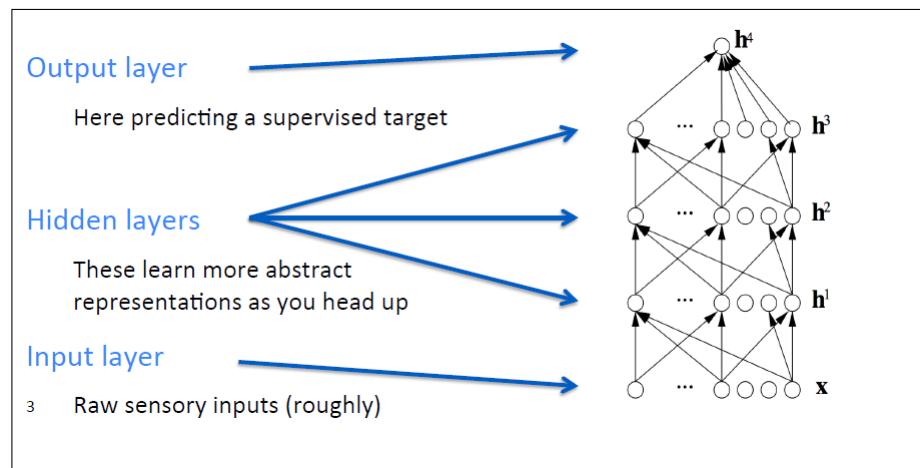 Output layer
Here predicting a supervised target
Hidden layers
These learn more abstract
representations as you head up
Input layer
3 Raw sensory inputs (roughly)
h⁴
... h³
... h²
... h¹
... x